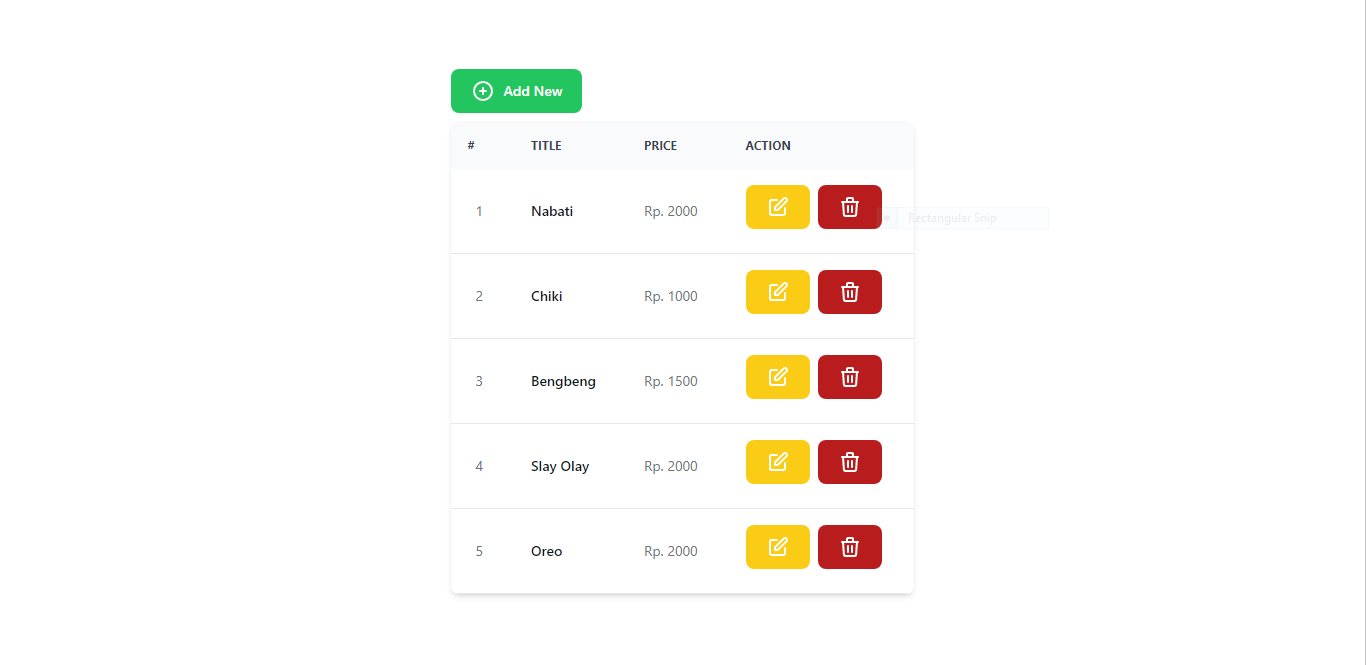 Add New
# TITLE PRICE ACTION
1 Nabati Rp. 2000
Rectangular Snip
2 Chiki Rp. 1000
3 Bengbeng Rp. 1500
4 Slay Olay Rp. 2000
5 Oreo Rp. 2000